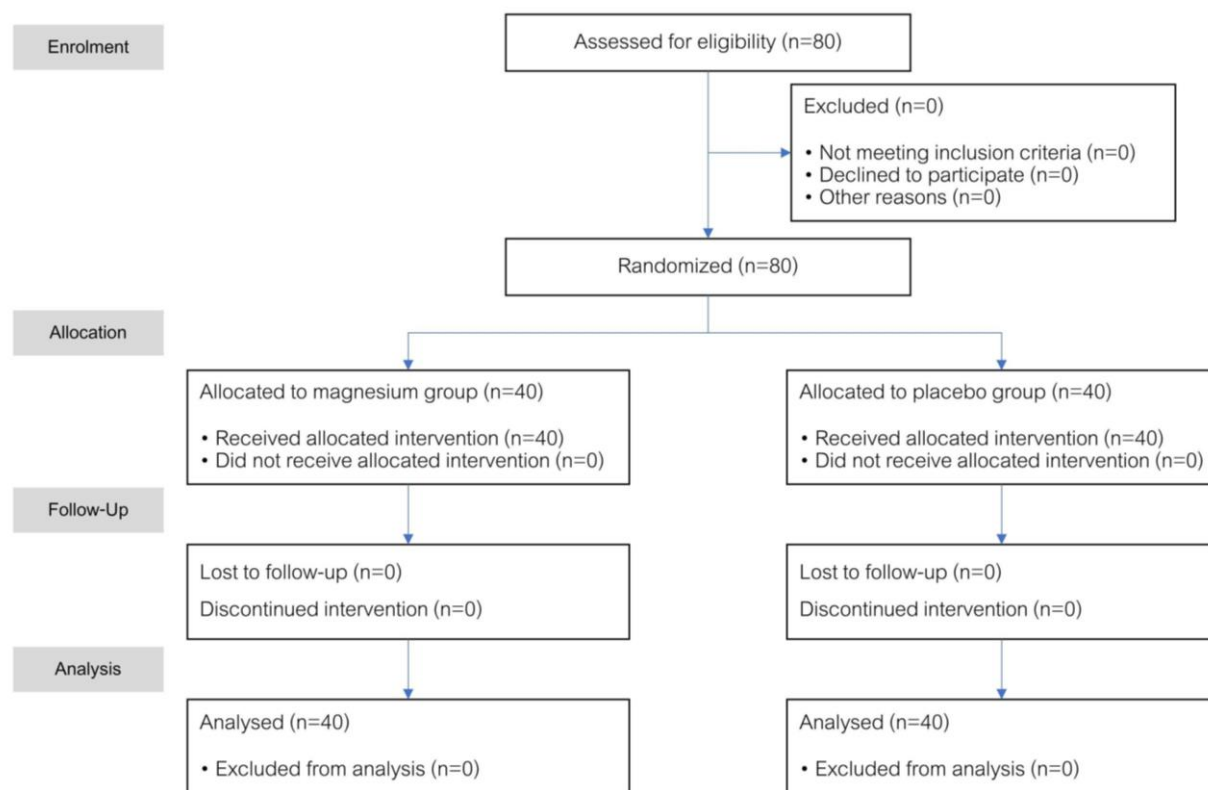 Enrolment
Assessed for eligibility (n=80)
Excluded (n=0)
• Not meeting inclusion criteria (n=0)
• Declined to participate (n=0)
• Other reasons (n=0)
Randomized (n=80)
Allocation
Allocated to magnesium group (n=40)
• Received allocated intervention (n=40)
• Did not receive allocated intervention (n=0)
Allocated to placebo group (n=40)
• Received allocated intervention (n=40)
• Did not receive allocated intervention (n=0)
Follow-Up
Lost to follow-up (n=0)
Discontinued intervention (n=0)
Lost to follow-up (n=0)
Discontinued intervention (n=0)
Analysis
Analysed (n=40)
• Excluded from analysis (n=0)
Analysed (n=40)
• Excluded from analysis (n=0)